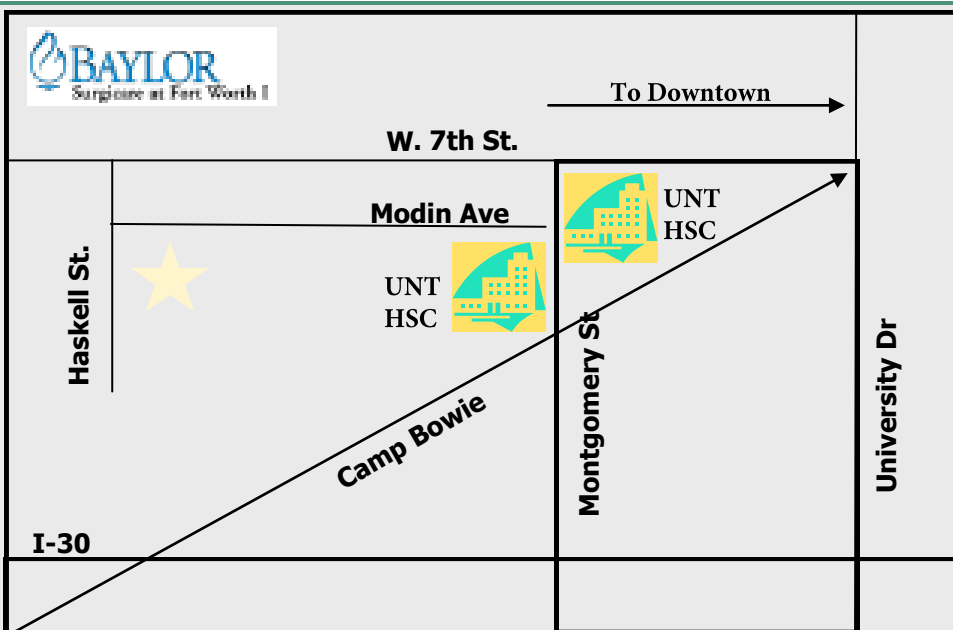 BAYLOR
Surgicare at Fort Worth I
To Downtown
W. 7th St.
UNT
HSC
Modin Ave
Haskell St.
UNT
HSC
Montgomery St
University Dr
Camp Bowie
I-30